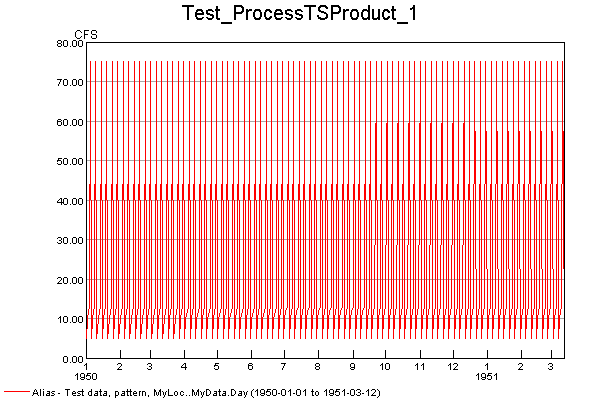 Test_ProcessTSProduct_1
CFS
80.00
70.00
60.00
50.00
40.00
30.00
20.00
10.00
0.00
1 2 3 4 5 6 7 8 9 10 11 12 1 2 3
1950 1951
Alias - Test data, pattern, MyLoc..MyData.Day (1950-01-01 to 1951-03-12)